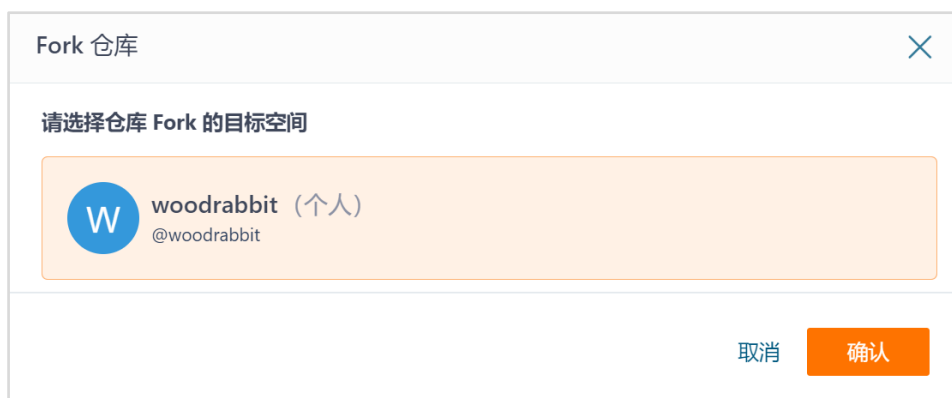 Fork 仓库
请选择仓库 Fork 的目标空间
W
woodrabbit（个人）
@woodrabbit
取消
确认